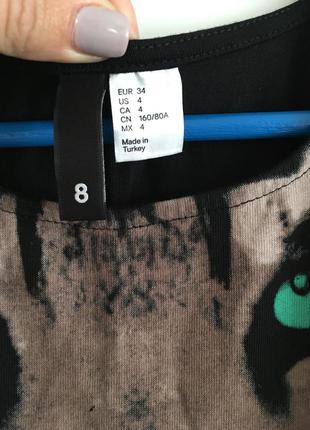 8
EUR 34
US 4
CA 4
CN 160/80A
MX 4
Made in
Turkey